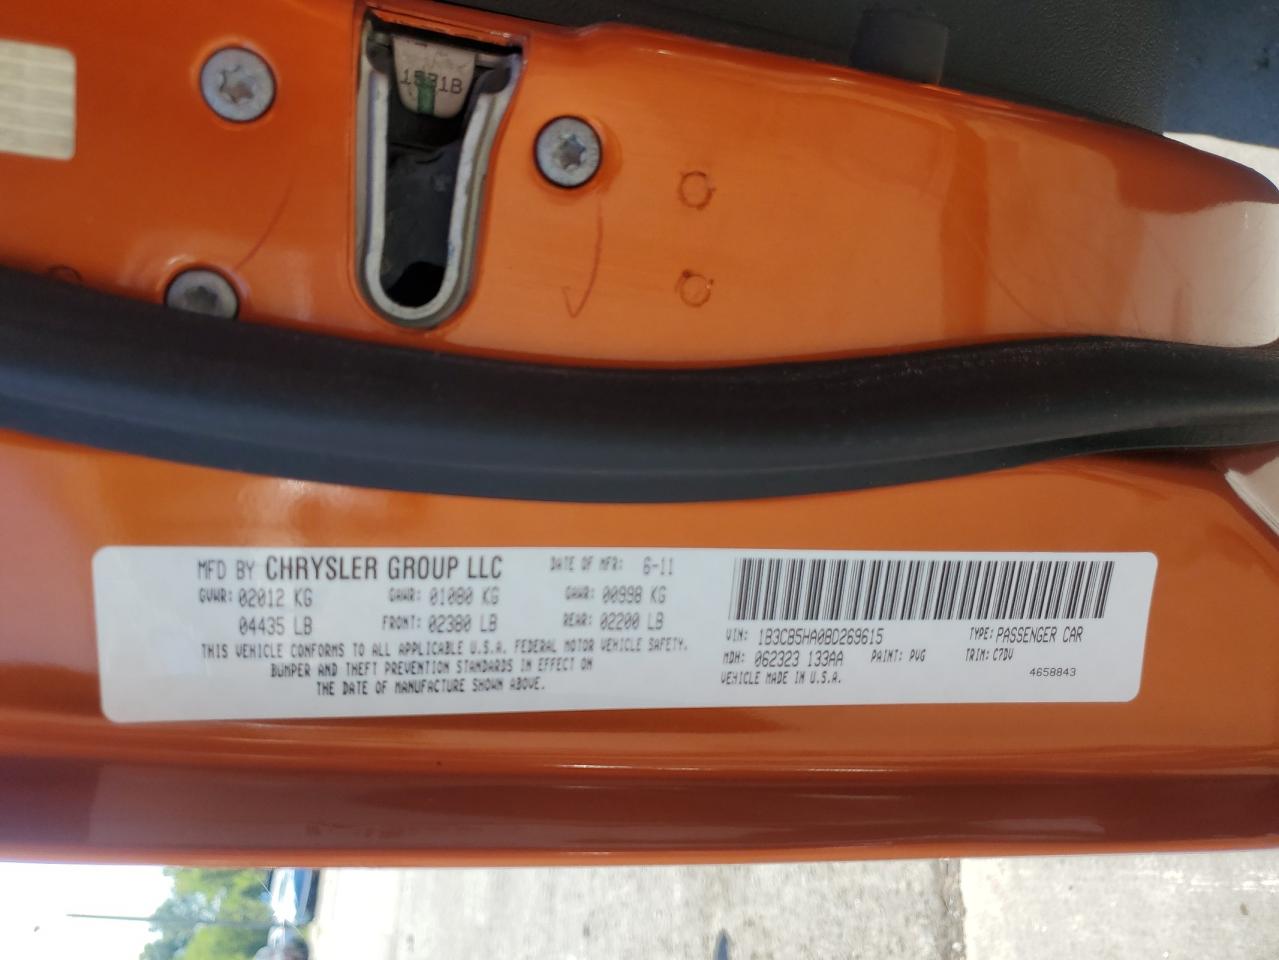 1531B
MFD BY CHRYSLER GROUP LLC DATE OF MFR: 6-11
GVWR: 02012 KG GAWR: 01080 KG GAWR: 00998 KG
04435 LB FRONT: 02380 LB REAR: 02200 LB
THIS VEHICLE CONFORMS TO ALL APPLICABLE U.S.A. FEDERAL MOTOR VEHICLE SAFETY,
BUMPER AND THEFT PREVENTION STANDARDS IN EFFECT ON
THE DATE OF MANUFACTURE SHOWN ABOVE.
VIN: 1B3CB5HA0BD269615 TYPE: PASSENGER CAR
MDH: 062323 133AA PAINT: PVG TRIM: C7DV
VEHICLE MADE IN U.S.A. 4658843